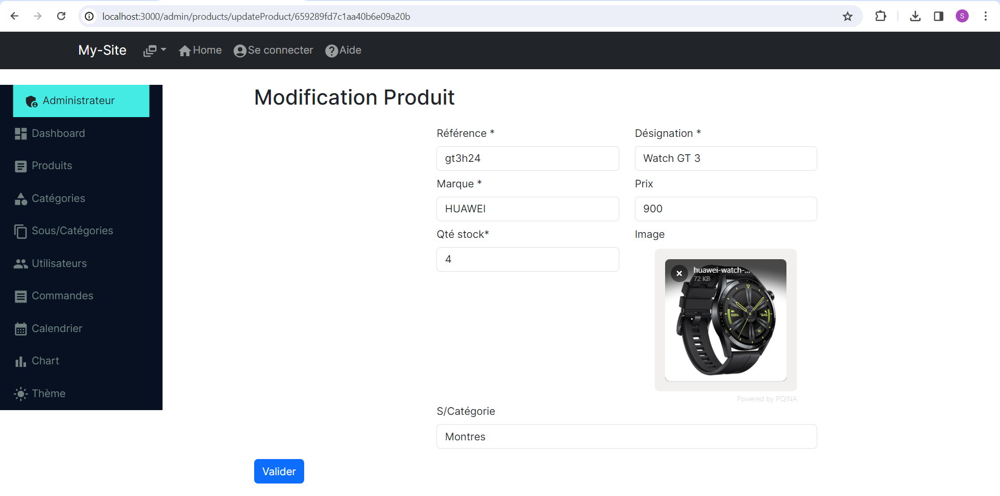 localhost:3000/admin/products/updateProduct/659289fd7c1aa40b6e09a20b
S
My-Site
Home
Se connecter
Aide
Administrateur
Dashboard
Produits
Catégories
Sous/Catégories
Utilisateurs
Commandes
Calendrier
Chart
Thème
Modification Produit
Référence *
Désignation *
gt3h24
Watch GT 3
Marque *
Prix
HUAWEI
900
Qté stock*
Image
4
huawei-watch-...
72 KB
80%
Powered by PQINA
S/Catégorie
Montres
Valider